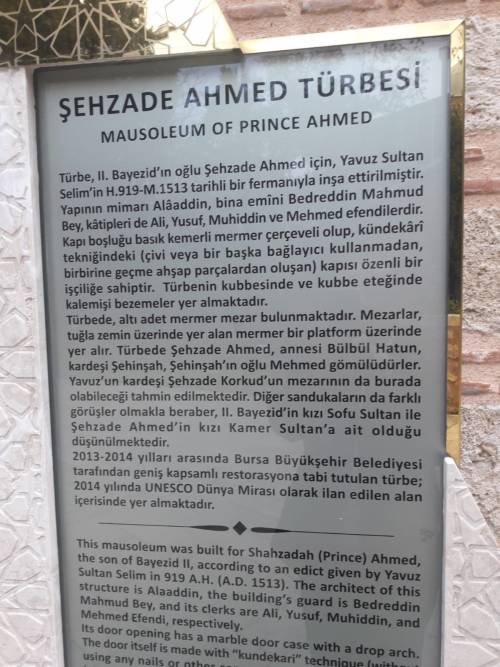 ŞEHZADE AHMED TÜRBESİ
MAUSOLEUM OF PRINCE AHMED
Türbe, II. Bayezid'ın oğlu Şehzade Ahmed için, Yavuz Sultan
Selim'in H.919-M.1513 tarihli bir fermanıyla inşa ettirilmiştir.
Yapının mimarı Alâaddin, bina emîni Bedreddin Mahmud
Bey, kâtipleri de Ali, Yusuf, Muhiddin ve Mehmed efendilerdir.
Kapı boşluğu basık kemerli mermer çerçeveli olup, kündekârî
tekniğindeki (çivi veya bir başka bağlayıcı kullanmadan,
birbirine geçme ahşap parçalardan oluşan) kapısı özenli bir
işçiliğe sahiptir. Türbenin kubbesinde ve kubbe eteğinde
kalemişi bezemeler yer almaktadır.
Türbede, altı adet mermer mezar bulunmaktadır. Mezarlar,
tuğla zemin üzerinde yer alan mermer bir platform üzerinde
yer alır. Türbede Şehzade Ahmed, annesi Bülbül Hatun,
kardeşi Şehinşah, Şehinşah'ın oğlu Mehmed gömülüdürler.
Yavuz'un kardeşi Şehzade Korkud'un mezarının da burada
olabileceği tahmin edilmektedir. Diğer sandukaların da farklı
görüşler olmakla beraber, II. Bayezid'in kızı Sofu Sultan ile
Şehzade Ahmed'in kızı Kamer Sultan'a ait olduğu
düşünülmektedir.
2013-2014 yılları arasında Bursa Büyükşehir Belediyesi
tarafından geniş kapsamlı restorasyona tabi tutulan türbe;
2014 yılında UNESCO Dünya Mirası olarak ilan edilen alan
içerisinde yer almaktadır.
This mausoleum was built for Shahzadah (Prince) Ahmed,
the son of Bayezid II, according to an edict given by Yavuz
Sultan Selim in 919 A.H. (A.D. 1513). The architect of this
structure is Alaaddin, the building's guard is Bedreddin
Mahmud Bey, and its clerks are Ali, Yusuf, Muhiddin, and
Mehmed Efendi, respectively.
Its door opening has a marble door case with a drop arch.
The door itself is made with "kundekari" technique (without
using any nails or other